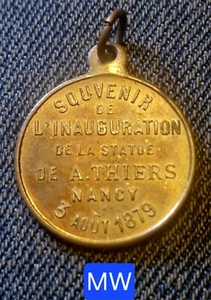 SOUVENIR
DE
L'INAUGURATION
DE LA STATUE
DE A.THIERS
NANCY
3 AOUT 1879
MW